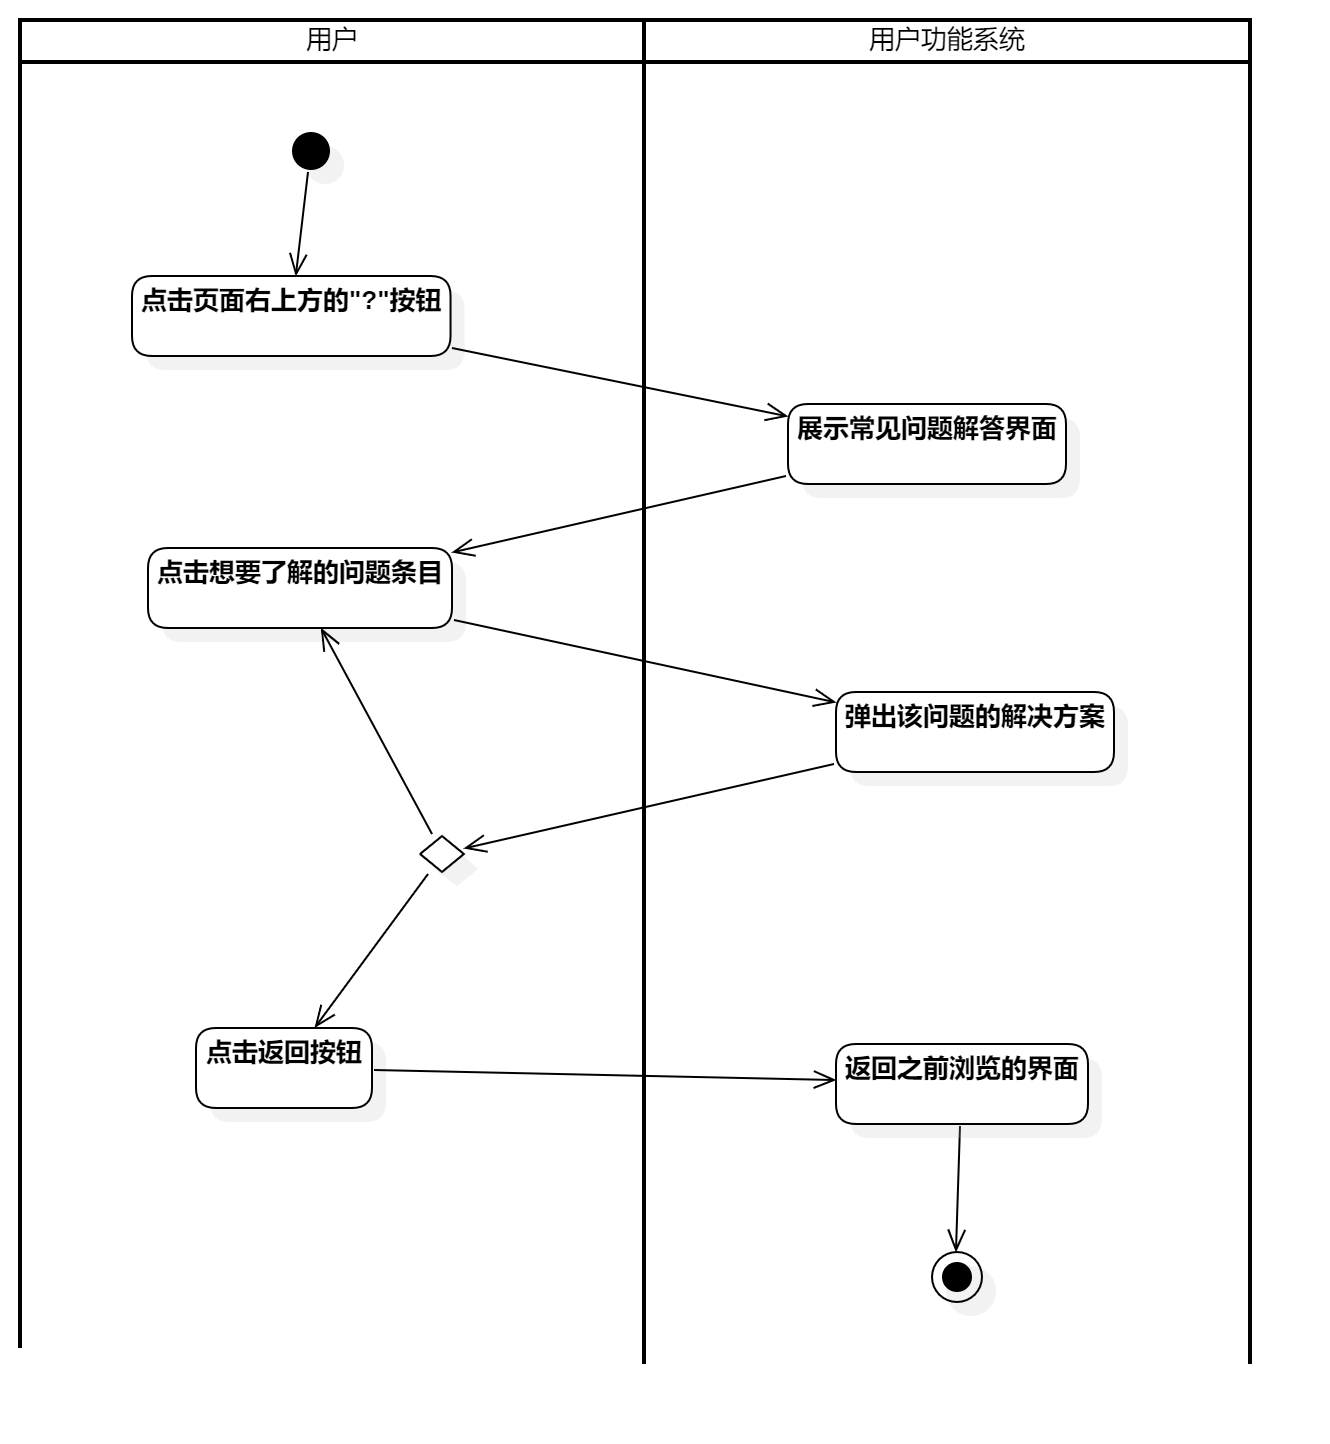 用户
用户功能系统
点击页面右上方的"?"按钮
展示常见问题解答界面
点击想要了解的问题条目
弹出该问题的解决方案
点击返回按钮
返回之前浏览的界面